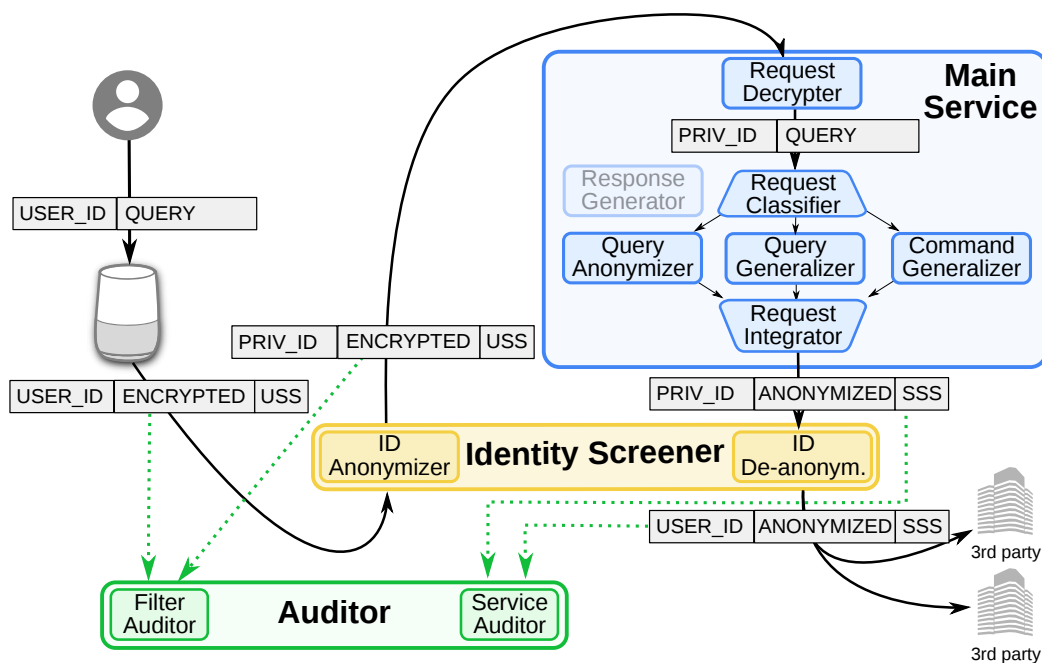 Main
Service
Request
Decrypter
PRIV_ID QUERY
Response
Generator
Request
Classifier
Query
Anonymizer
Query
Generalizer
Command
Generalizer
Request
Integrator
USER_ID QUERY
PRIV_ID ENCRYPTED USS
USER_ID ENCRYPTED USS
PRIV_ID ANONYMIZED SSS
ID
Anonymizer
Identity Screener
ID
De-anonym.
USER_ID ANONYMIZED SSS
3rd party
3rd party
Filter
Auditor
Auditor
Service
Auditor